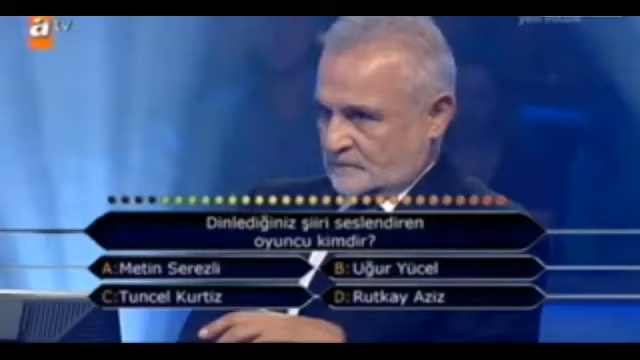 atv
Dinlediğiniz şiiri seslendiren
oyuncu kimdir?
A: Metin Serezli
B: Uğur Yücel
C: Tuncel Kurtiz
D: Rutkay Aziz